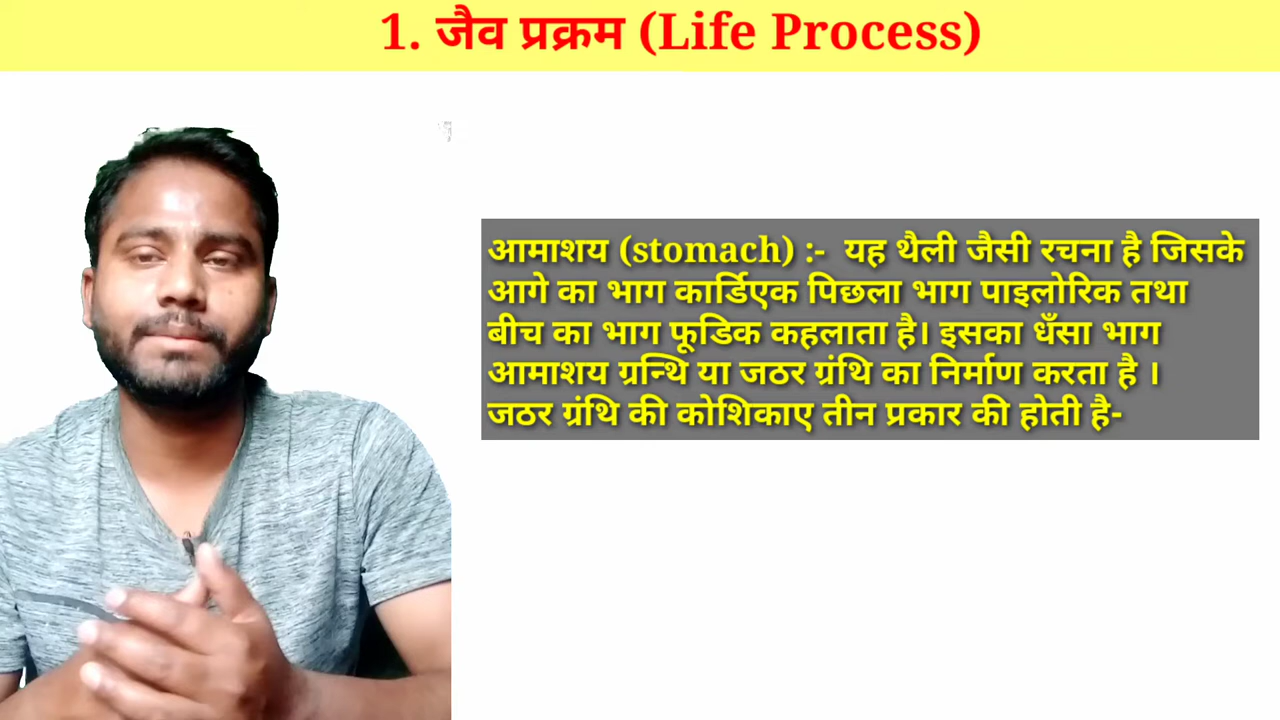 1. जैव प्रक्रम (Life Process)
आमाशय (stomach) :- यह थैली जैसी रचना है जिसके
आगे का भाग कार्डिएक पिछला भाग पाइलोरिक तथा
बीच का भाग फूडिक कहलाता है। इसका धँसा भाग
आमाशय ग्रन्थि या जठर ग्रंथि का निर्माण करता है ।
जठर ग्रंथि की कोशिकाए तीन प्रकार की होती है-